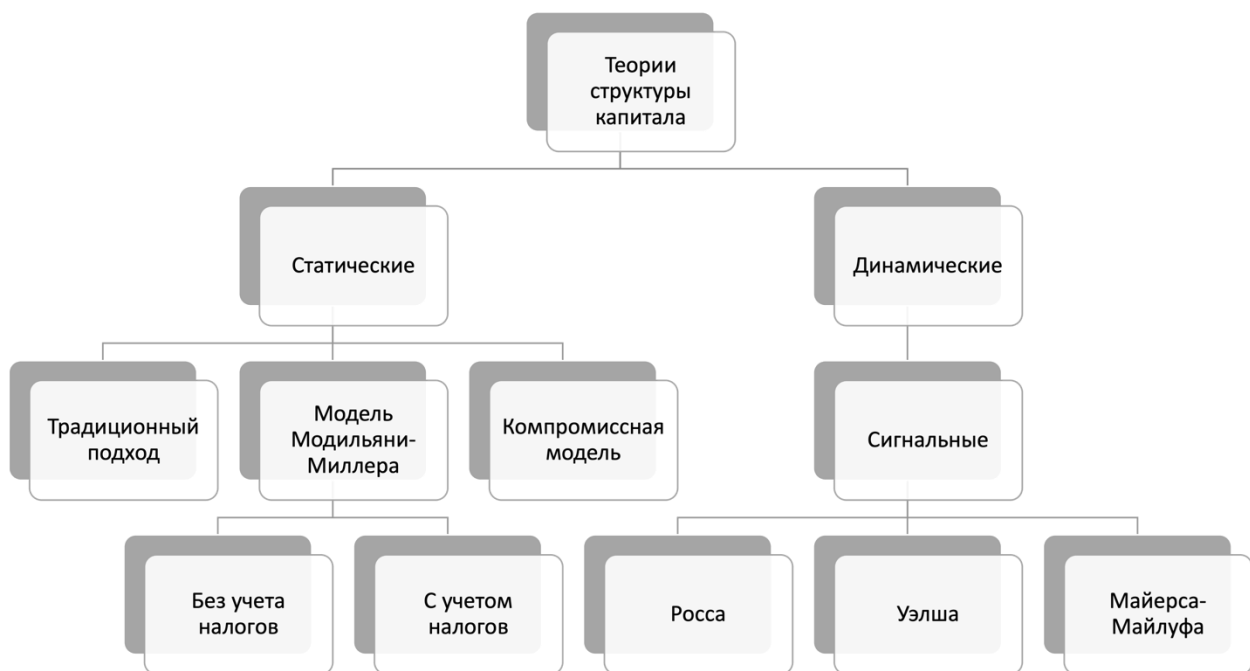 Теории
структуры
капитала
Статические
Динамические
Традиционный
подход
Модель
Модильяни-
Миллера
Компромиссная
модель
Сигнальные
Без учета
налогов
С учетом
налогов
Росса
Уэлша
Майерса-
Майлуфа